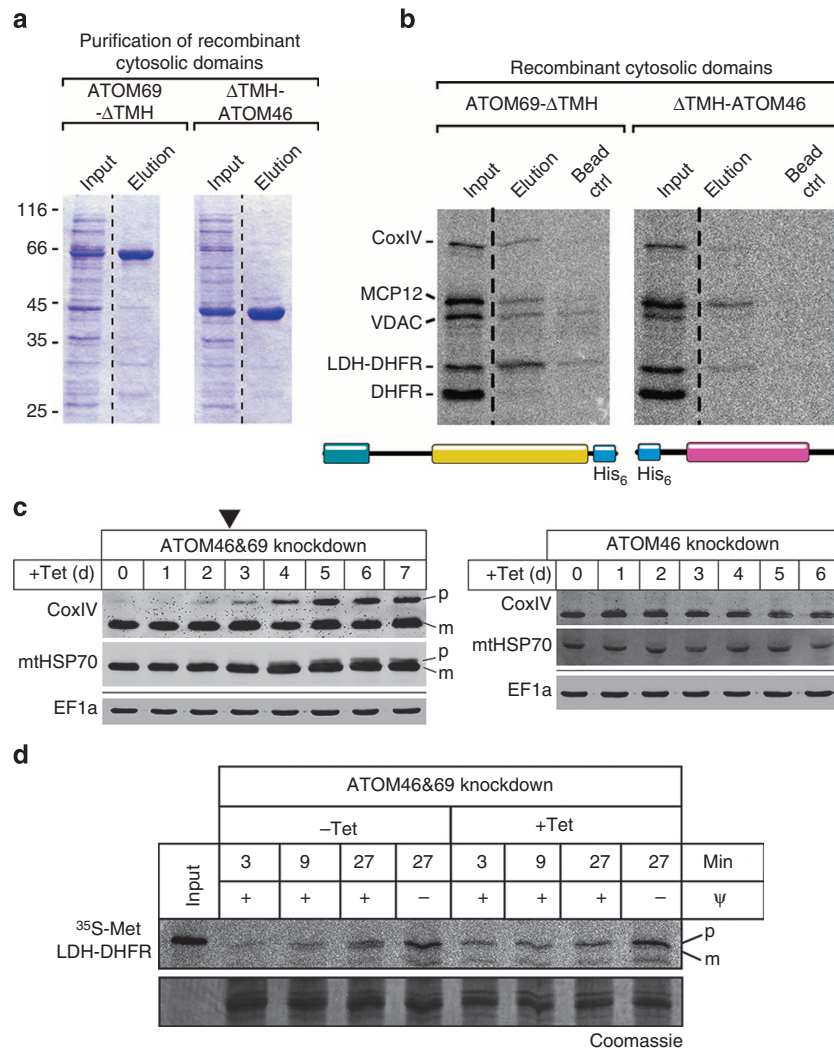 a
Purification of recombinant
cytosolic domains
ATOM69
-ΔTMH
ΔTMH-
ATOM46
Input
Elution
Input
Elution
116 -
66 -
45 -
35 -
25 -
b
Recombinant cytosolic domains
ATOM69-ΔTMH
ΔTMH-ATOM46
Input
Elution
Bead
ctrl
Input
Elution
Bead
ctrl
CoxIV
MCP12
VDAC
LDH-DHFR
DHFR
His6
His6
c
ATOM46&69 knockdown
+Tet (d) 0 1 2 3 4 5 6 7
CoxIV
p
m
mtHSP70
p
m
EF1a
ATOM46 knockdown
+Tet (d) 0 1 2 3 4 5 6
CoxIV
mtHSP70
EF1a
d
ATOM46&69 knockdown
–Tet +Tet
Input
3 9 27 27 3 9 27 27 Min
+ + + – + + + – ψ
35S-Met
LDH-DHFR
p
m
Coomassie